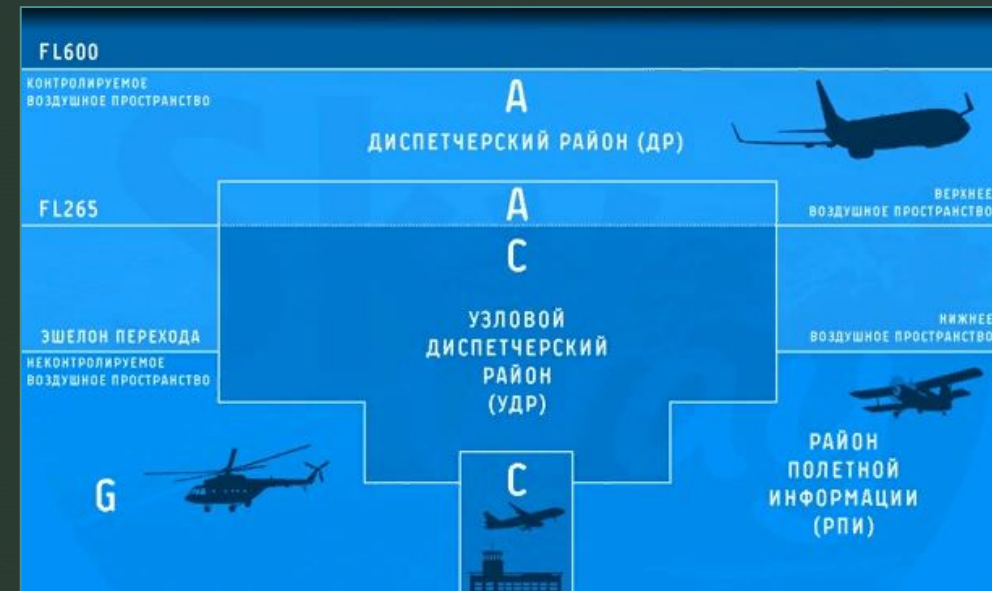 FL600
КОНТРОЛИРУЕМОЕ
ВОЗДУШНОЕ ПРОСТРАНСТВО
A
ДИСПЕТЧЕРСКИЙ РАЙОН (ДР)
FL265
A
ВЕРХНЕЕ
ВОЗДУШНОЕ ПРОСТРАНСТВО
C
УЗЛОВОЙ
ДИСПЕТЧЕРСКИЙ
РАЙОН
(УДР)
ЭШЕЛОН ПЕРЕХОДА
НИЖНЕЕ
ВОЗДУШНОЕ ПРОСТРАНСТВО
НЕКОНТРОЛИРУЕМОЕ
ВОЗДУШНОЕ ПРОСТРАНСТВО
G
C
РАЙОН
ПОЛЕТНОЙ
ИНФОРМАЦИИ
(РПИ)